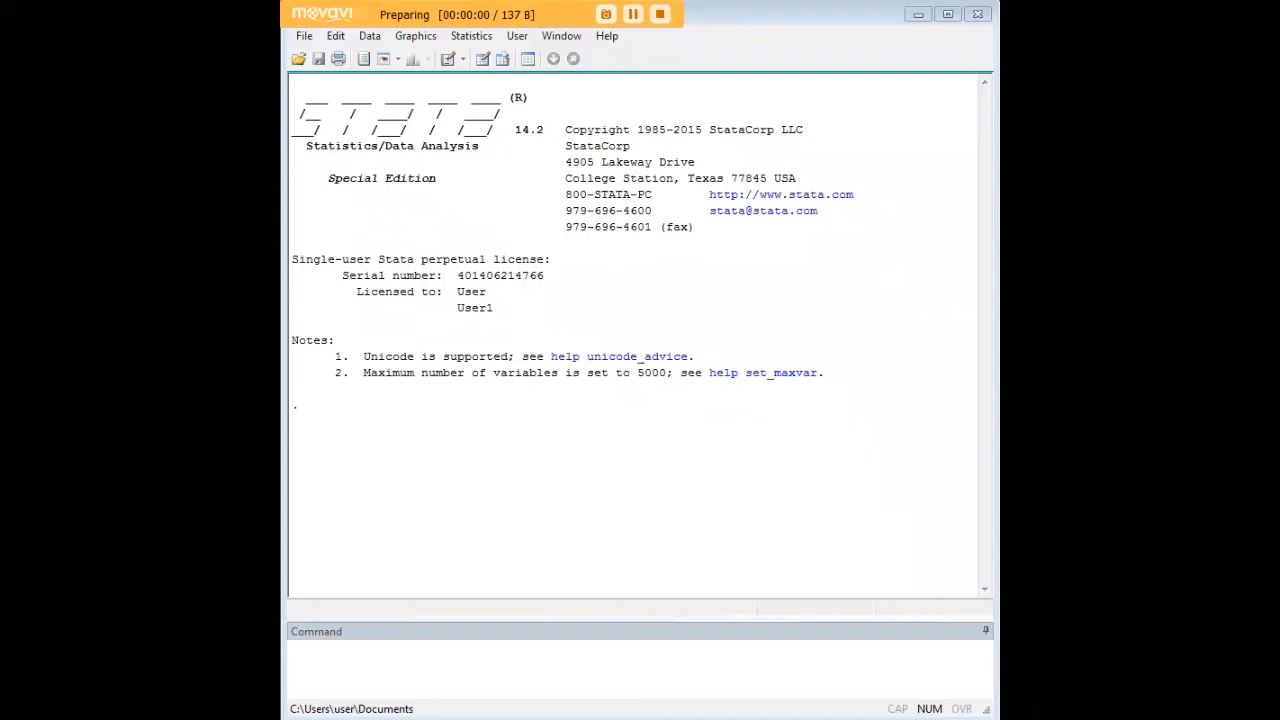 movavi Preparing [00:00:00 / 137 B]
File Edit Data Graphics Statistics User Window Help
(R)
STATA 14.2 Copyright 1985-2015 StataCorp LLC
Statistics/Data Analysis StataCorp
4905 Lakeway Drive
Special Edition College Station, Texas 77845 USA
800-STATA-PC http://www.stata.com
979-696-4600 stata@stata.com
979-696-4601 (fax)
Single-user Stata perpetual license:
Serial number: 401406214766
Licensed to: User
User1
Notes:
1. Unicode is supported; see help unicode_advice.
2. Maximum number of variables is set to 5000; see help set_maxvar.
.
Command
C:\Users\user\Documents CAP NUM OVR